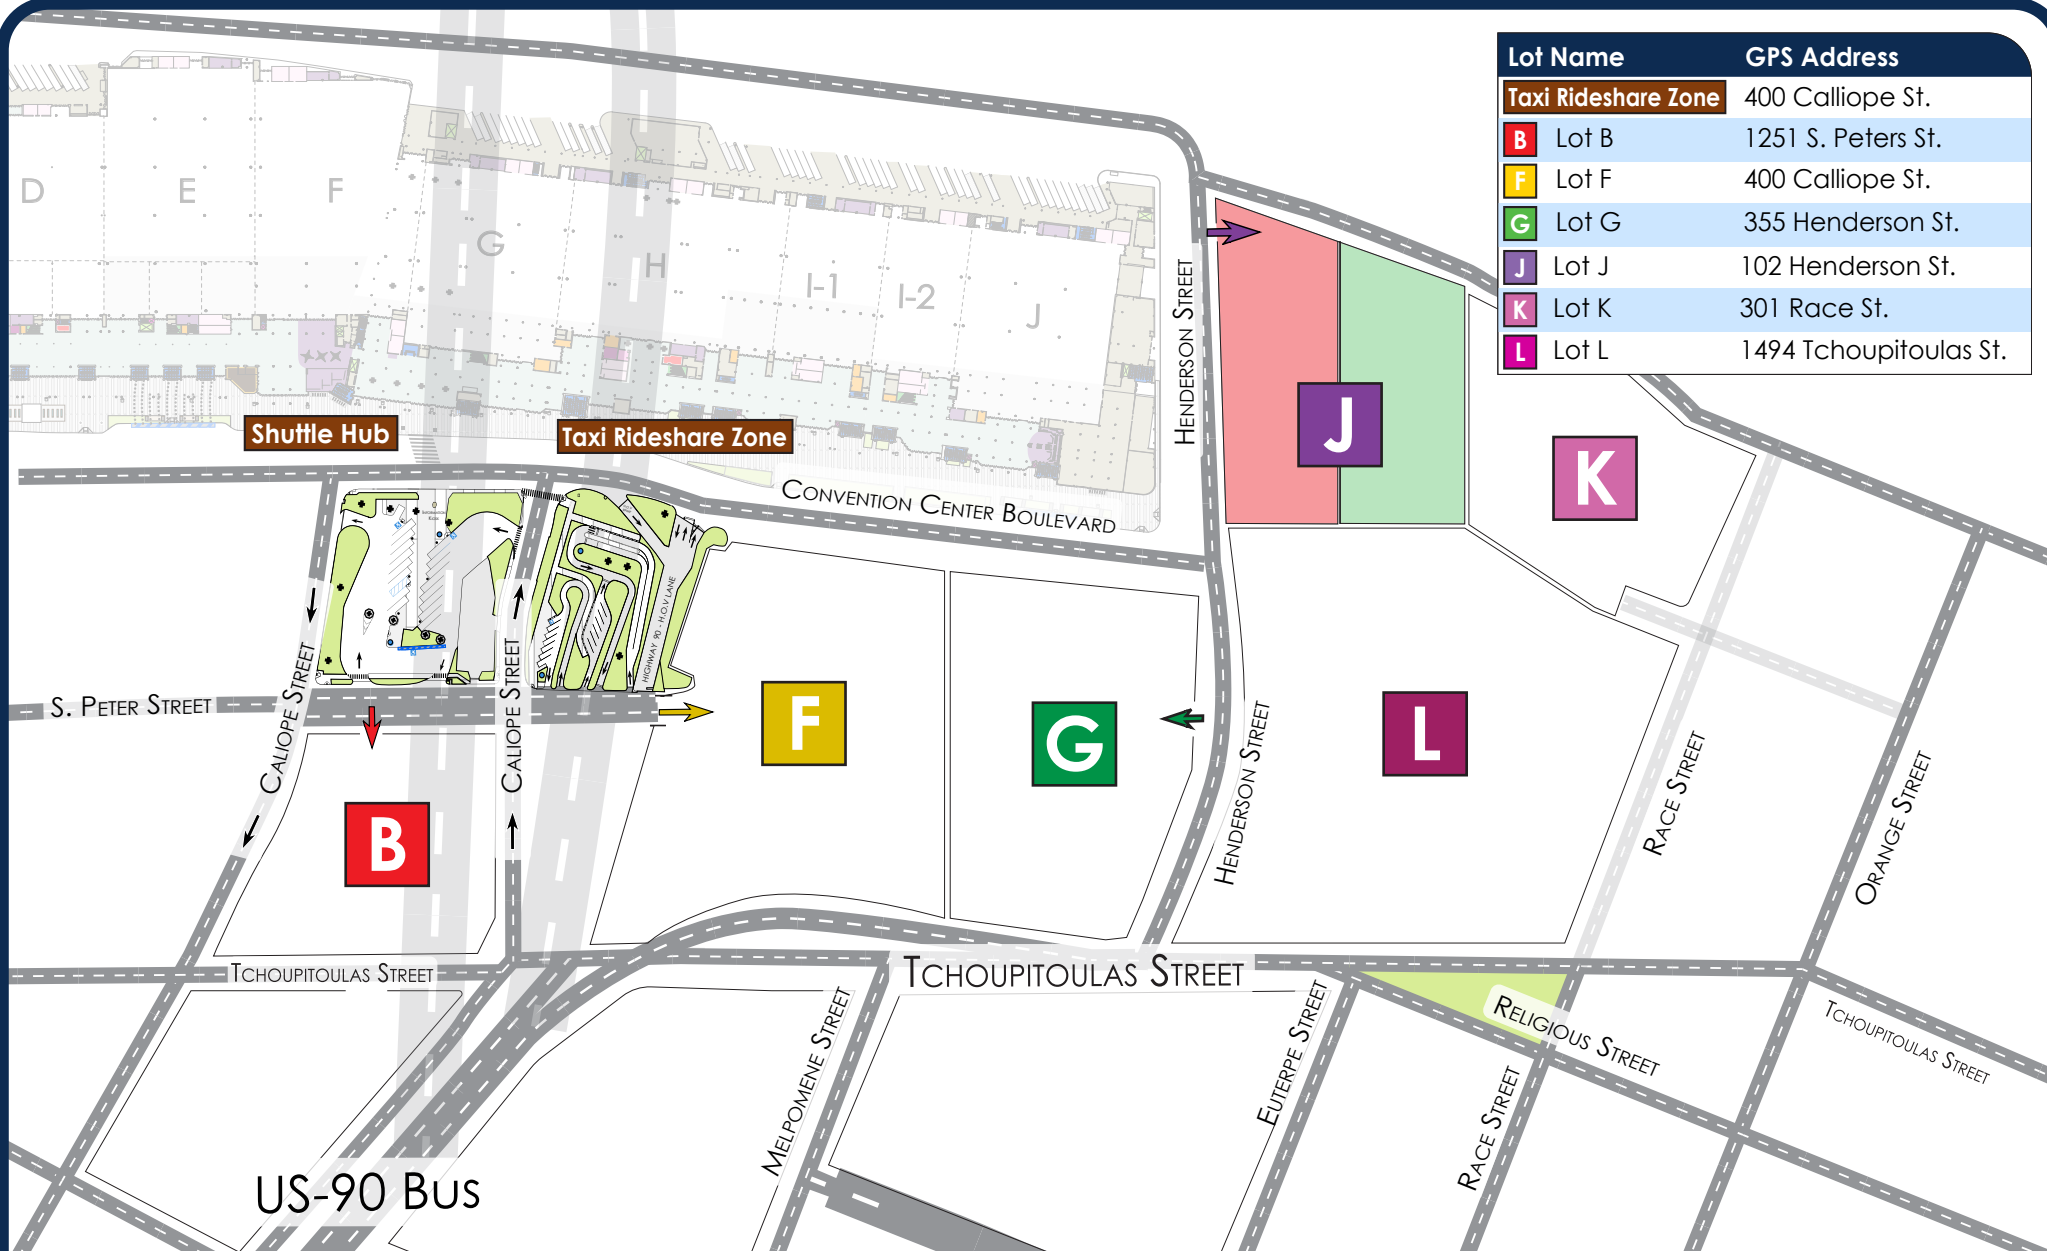 Lot Name GPS Address
Taxi Rideshare Zone 400 Calliope St.
B Lot B 1251 S. Peters St.
F Lot F 400 Calliope St.
G Lot G 355 Henderson St.
J Lot J 102 Henderson St.
K Lot K 301 Race St.
L Lot L 1494 Tchoupitoulas St.
D
E
F
G
H
I-1
I-2
J
Shuttle Hub
Taxi Rideshare Zone
Convention Center Boulevard
Henderson Street
J
K
Highway 90 - H.O.V Lane
S. Peter Street
Caliope Street
Caliope Street
B
F
G
L
Henderson Street
Race Street
Orange Street
Tchoupitoulas Street
Tchoupitoulas Street
Religious Street
Tchoupitoulas Street
Melpomene Street
Euterpe Street
Race Street
US-90 Bus